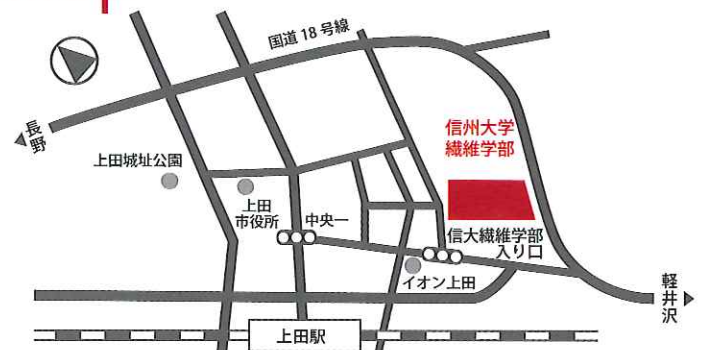 国道18号線
長野
信州大学
繊維学部
上田城址公園
上田
市役所
中央一
信大繊維学部
入り口
イオン上田
軽井沢
上田駅